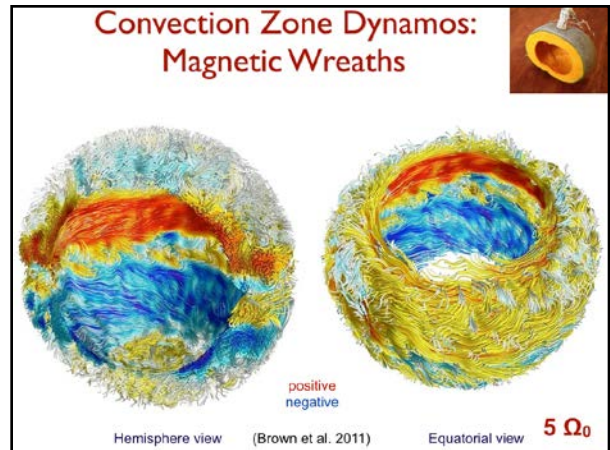 Convection Zone Dynamos:
Magnetic Wreaths
positive
negative
Hemisphere view (Brown et al. 2011) Equatorial view 5 Ω₀